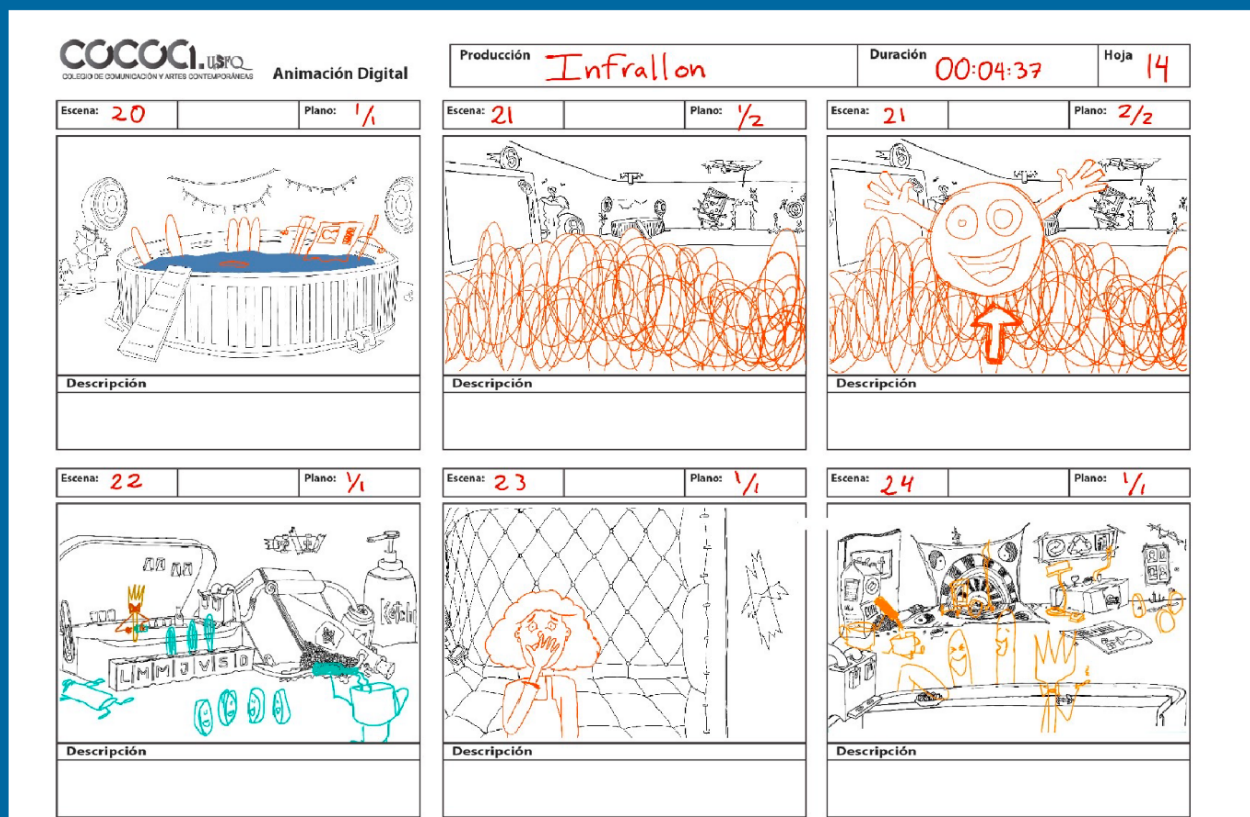 COCOCI.USFQ
COLEGIO DE COMUNICACIÓN Y ARTES CONTEMPORÁNEAS
Animación Digital
Producción Infrallon
Duración 00:04:37
Hoja 14
Escena: 20 Plano: 1/1
Escena: 21 Plano: 1/2
Escena: 21 Plano: 2/2
Descripción
Descripción
Descripción
Escena: 22 Plano: 1/1
Escena: 23 Plano: 1/1
Escena: 24 Plano: 1/1
Ketch
L M M J V S D
Descripción
Descripción
Descripción